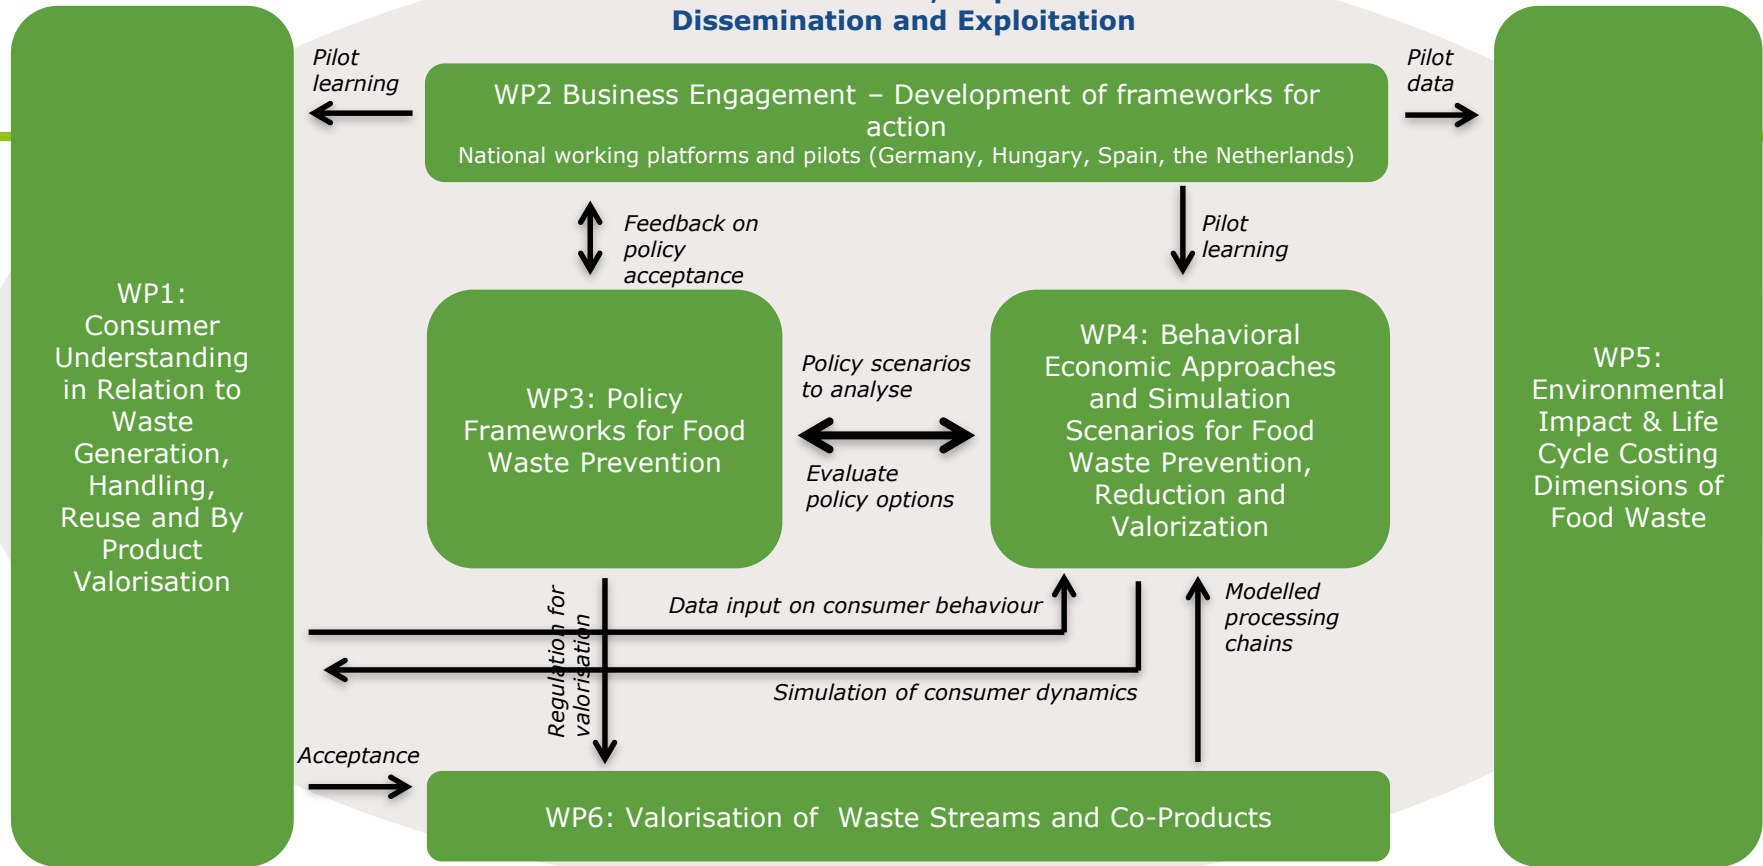 Dissemination and Exploitation
Pilot
learning
Pilot
data
WP2 Business Engagement – Development of frameworks for
action
National working platforms and pilots (Germany, Hungary, Spain, the Netherlands)
Feedback on
policy
acceptance
Pilot
learning
WP1:
Consumer
Understanding
in Relation to
Waste
Generation,
Handling,
Reuse and By
Product
Valorisation
WP3: Policy
Frameworks for Food
Waste Prevention
Policy scenarios
to analyse
Evaluate
policy options
WP4: Behavioral
Economic Approaches
and Simulation
Scenarios for Food
Waste Prevention,
Reduction and
Valorization
WP5:
Environmental
Impact & Life
Cycle Costing
Dimensions of
Food Waste
Regulation for
valorisation
Data input on consumer behaviour
Modelled
processing
chains
Simulation of consumer dynamics
Acceptance
WP6: Valorisation of  Waste Streams and Co-Products